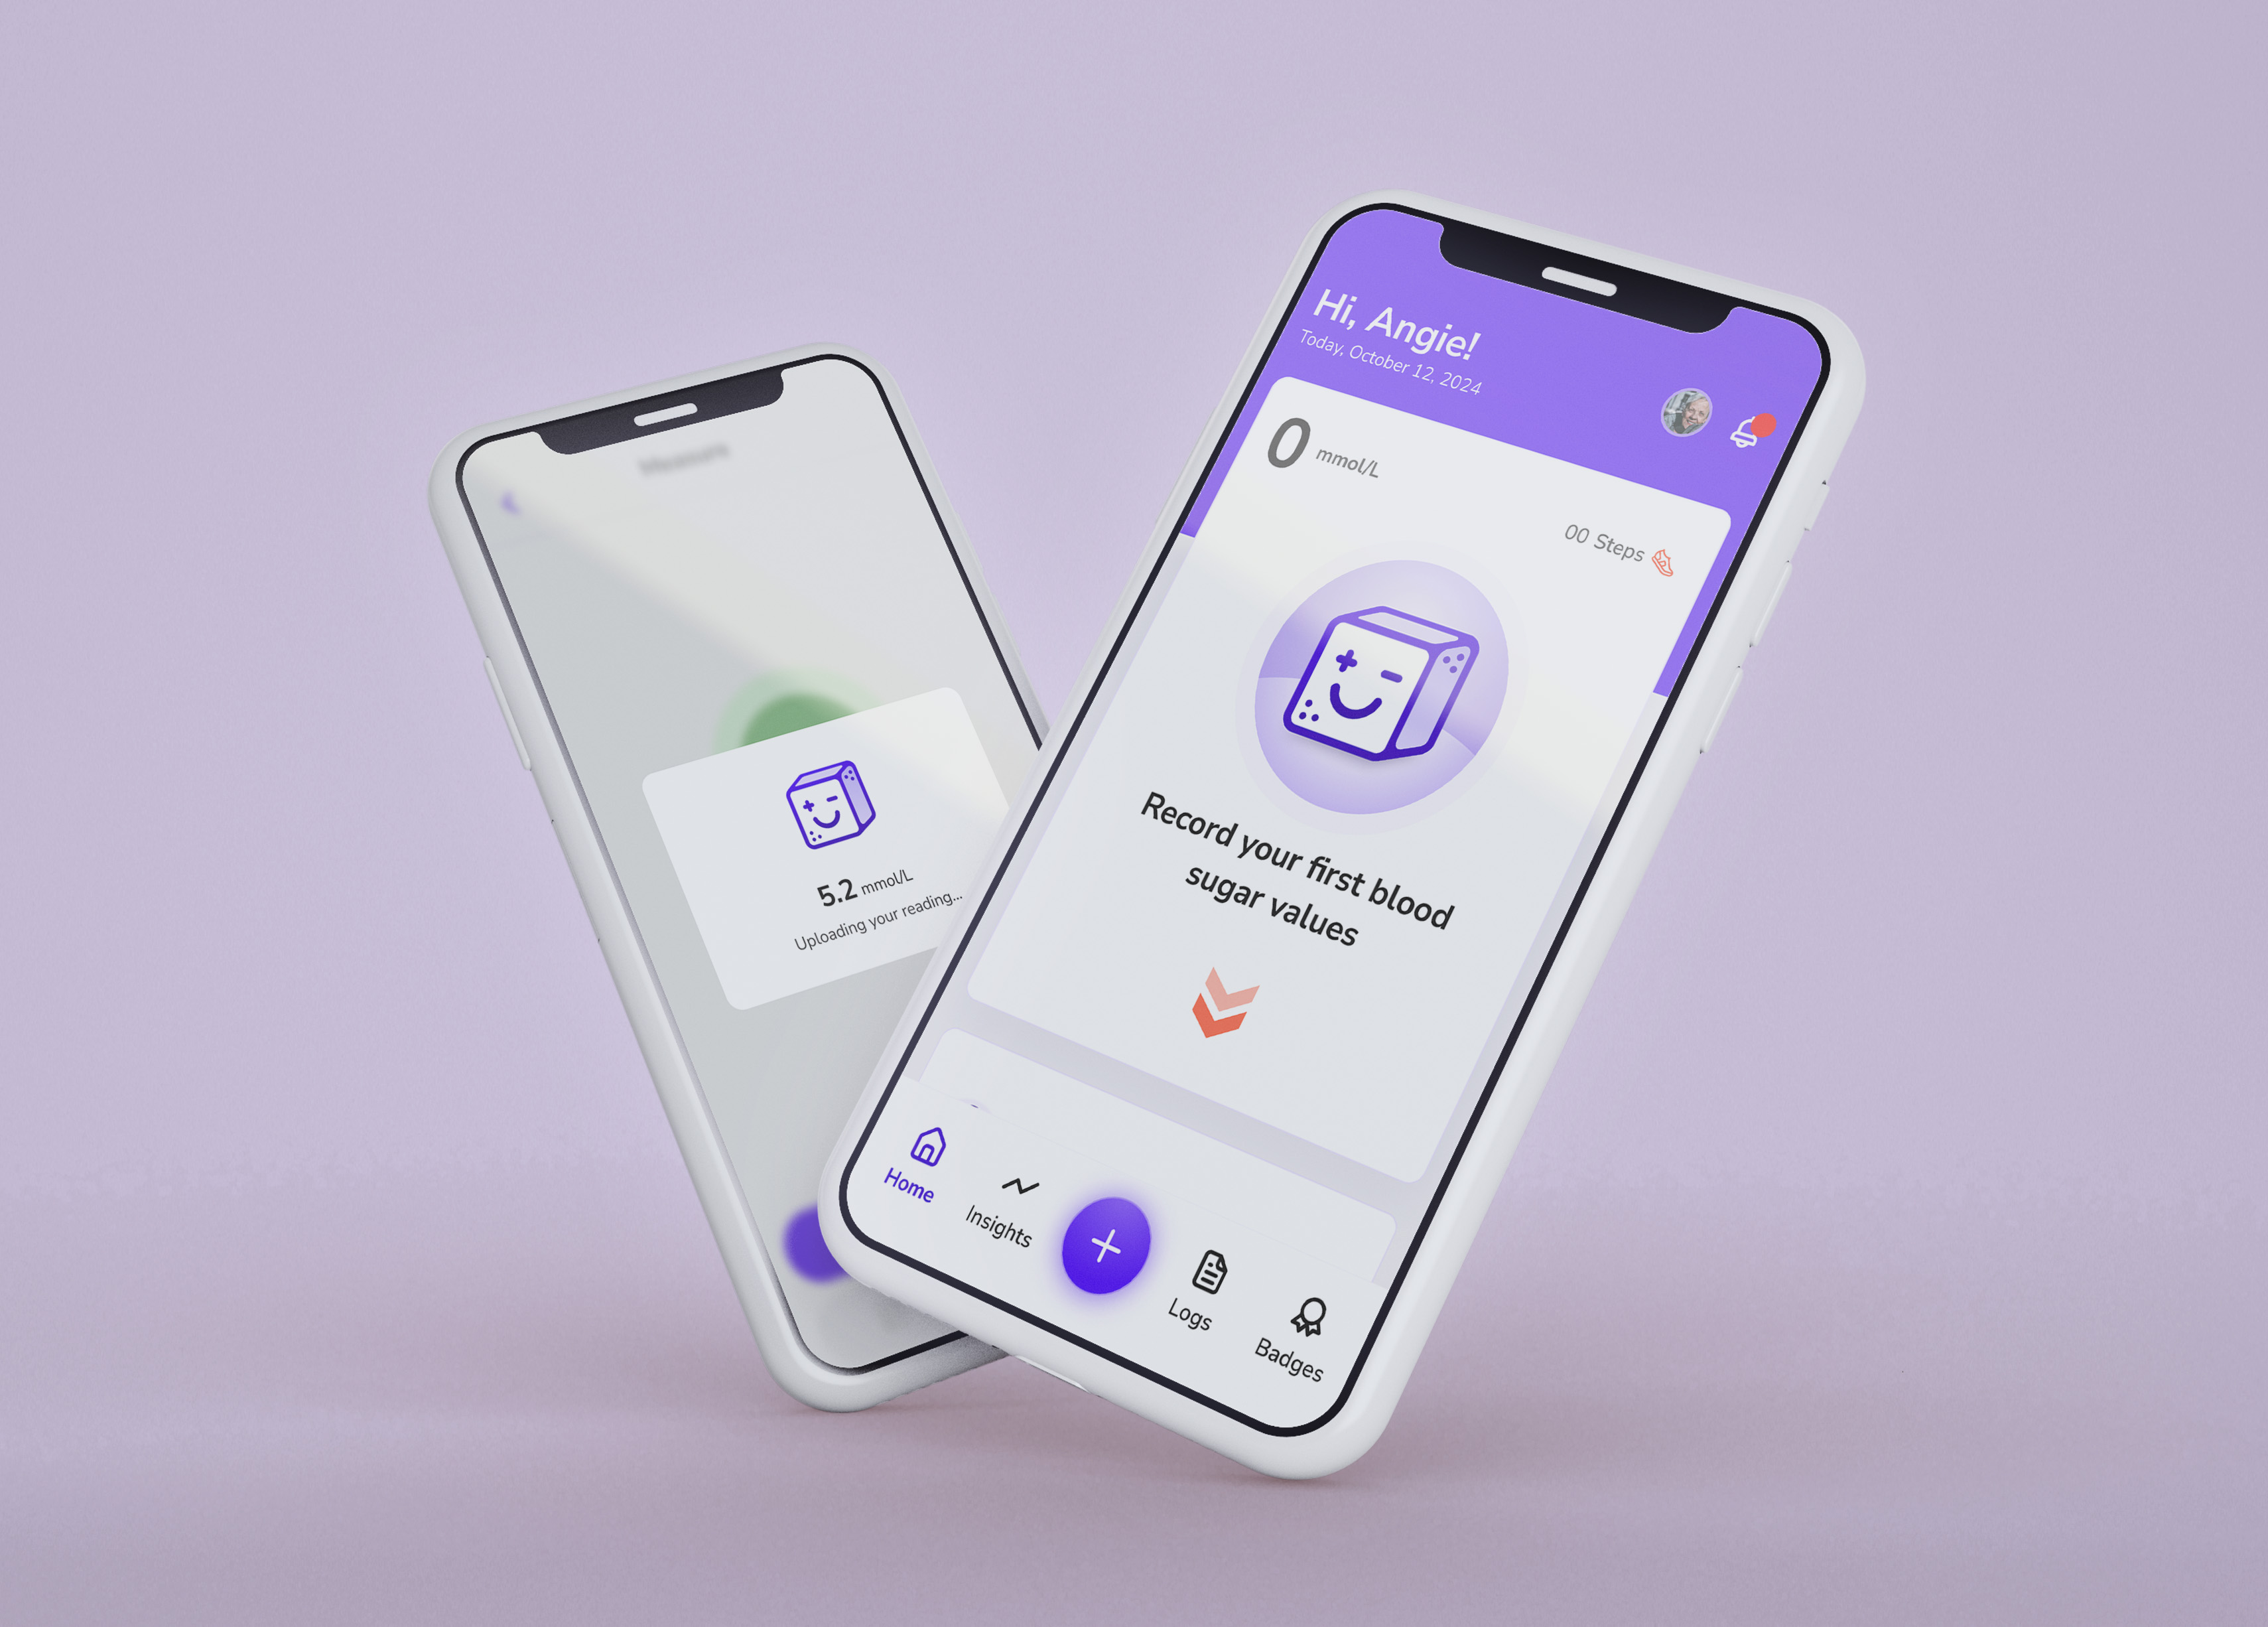 Measure
5.2 mmol/L
Uploading your reading...
Hi, Angie!
Today, October 12, 2024
0 mmol/L
00 Steps
Record your first blood
sugar values
Home
Insights
Logs
Badges